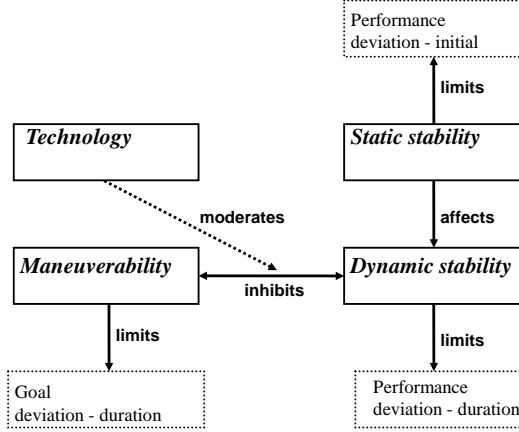 Performance
deviation - initial
limits
Technology
Static stability
moderates
affects
Maneuverability
Dynamic stability
inhibits
limits
limits
Goal
deviation - duration
Performance
deviation - duration